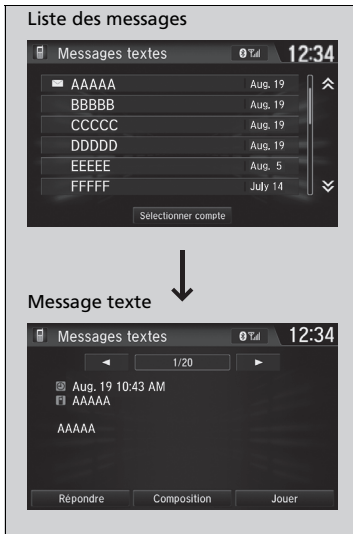 Liste des messages
Messages textes 12:34
AAAAA Aug. 19
BBBBB Aug. 19
CCCCC Aug. 19
DDDDD Aug. 19
EEEEE Aug. 5
FFFFF July 14
Sélectionner compte
Message texte
Messages textes 12:34
1/20
Aug. 19 10:43 AM
AAAAA
AAAAA
Répondre Composition Jouer